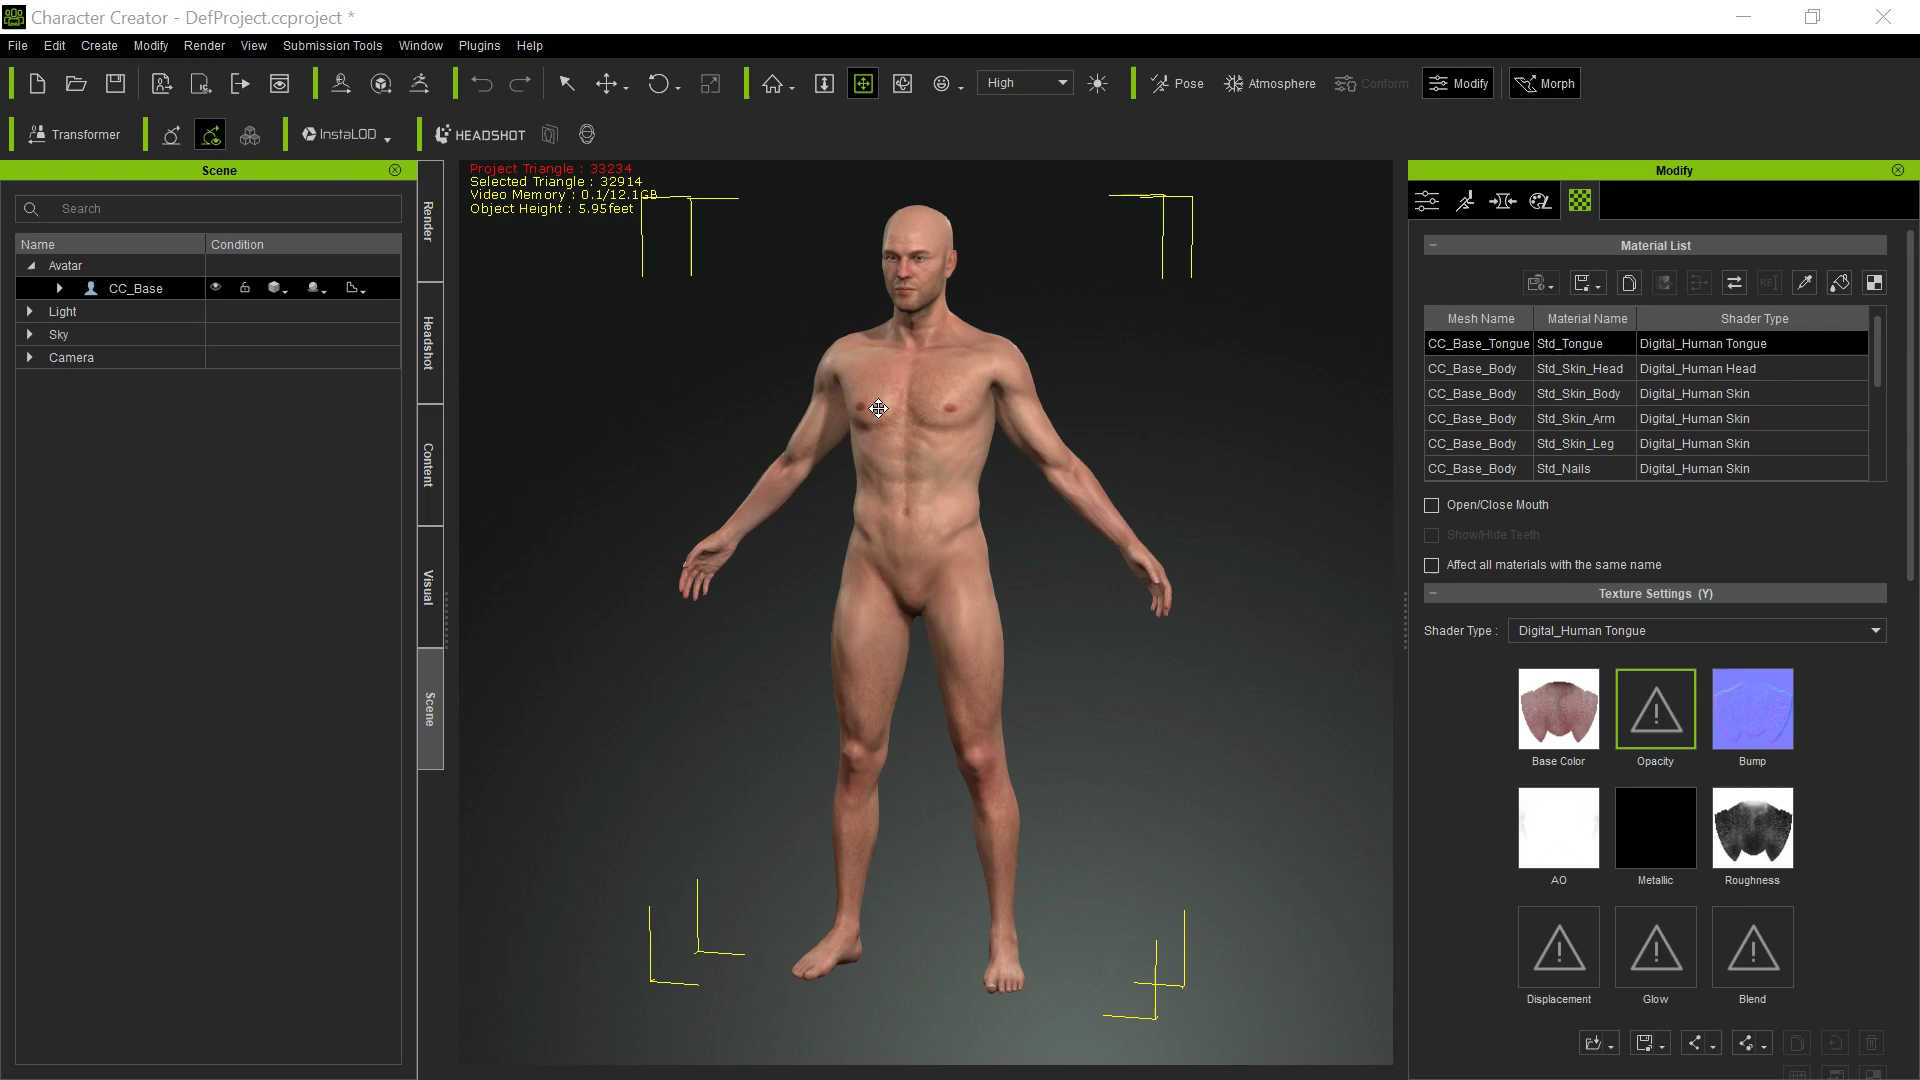 Character Creator - DefProject.ccproject *
File Edit Create Modify Render View Submission Tools Window Plugins Help
High Pose Atmosphere Conform Modify Morph
Transformer InstaLOD HEADSHOT
Scene
Search
Name Condition
Avatar
CC_Base
Light
Sky
Camera
Render
Headshot
Content
Visual
Scene
Project Triangle : 33234
Selected Triangle : 32914
Video Memory : 0.1/12.1GB
Object Height : 5.95feet
Modify
Material List
Mesh Name Material Name Shader Type
CC_Base_Tongue Std_Tongue Digital_Human Tongue
CC_Base_Body Std_Skin_Head Digital_Human Head
CC_Base_Body Std_Skin_Body Digital_Human Skin
CC_Base_Body Std_Skin_Arm Digital_Human Skin
CC_Base_Body Std_Skin_Leg Digital_Human Skin
CC_Base_Body Std_Nails Digital_Human Skin
Open/Close Mouth
Show/Hide Teeth
Affect all materials with the same name
Texture Settings (Y)
Shader Type : Digital_Human Tongue
Base Color Opacity Bump
AO Metallic Roughness
Displacement Glow Blend